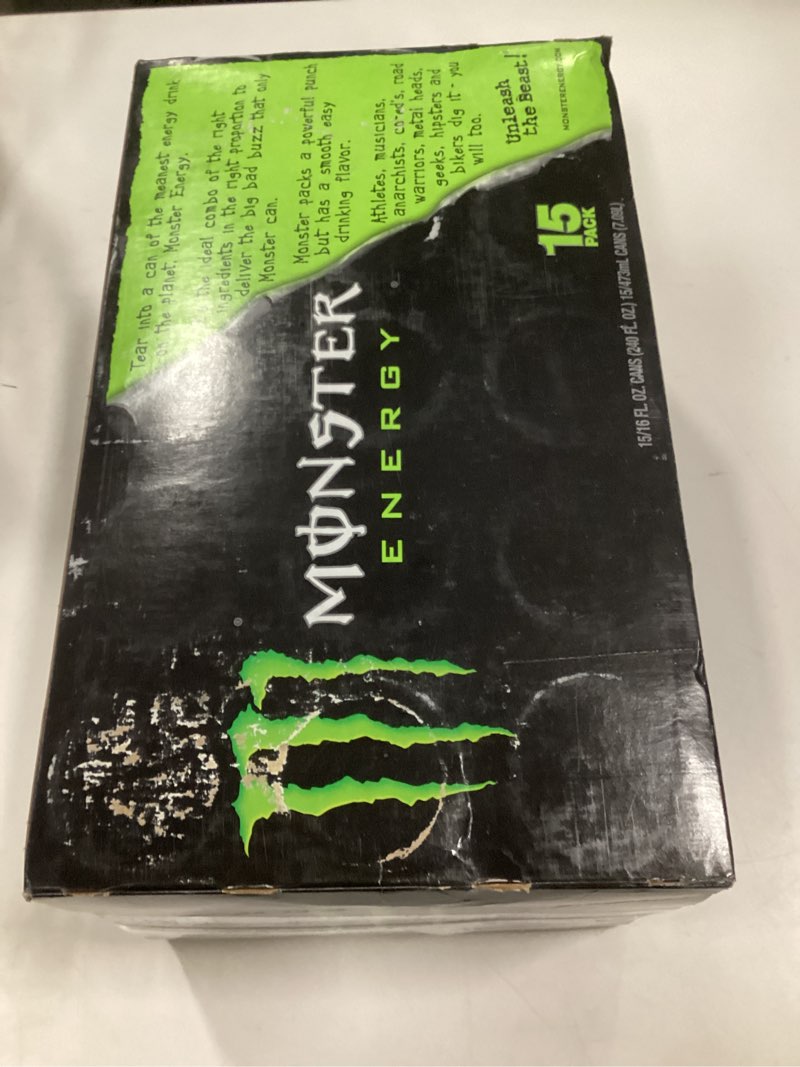 Tear into a can of the meanest energy drink
on the planet, Monster Energy.
the deal combo of the right
ingredients in the right proportion to
deliver the big bad buzz that only
Monster can.
Monster packs a powerful punch
but has a smooth easy
drinking flavor.
Athletes, musicians,
anarchists, co-ed's, road
warriors, metal heads,
geeks, hipsters and
bikers dig it - you
will too.
Unleash
the Beast!
MONSTERENERGY.COM
MONSTER
ENERGY
15
PACK
15/16 FL. OZ. CANS (240 FL. OZ.) 15/473mL CANS (7.09L)